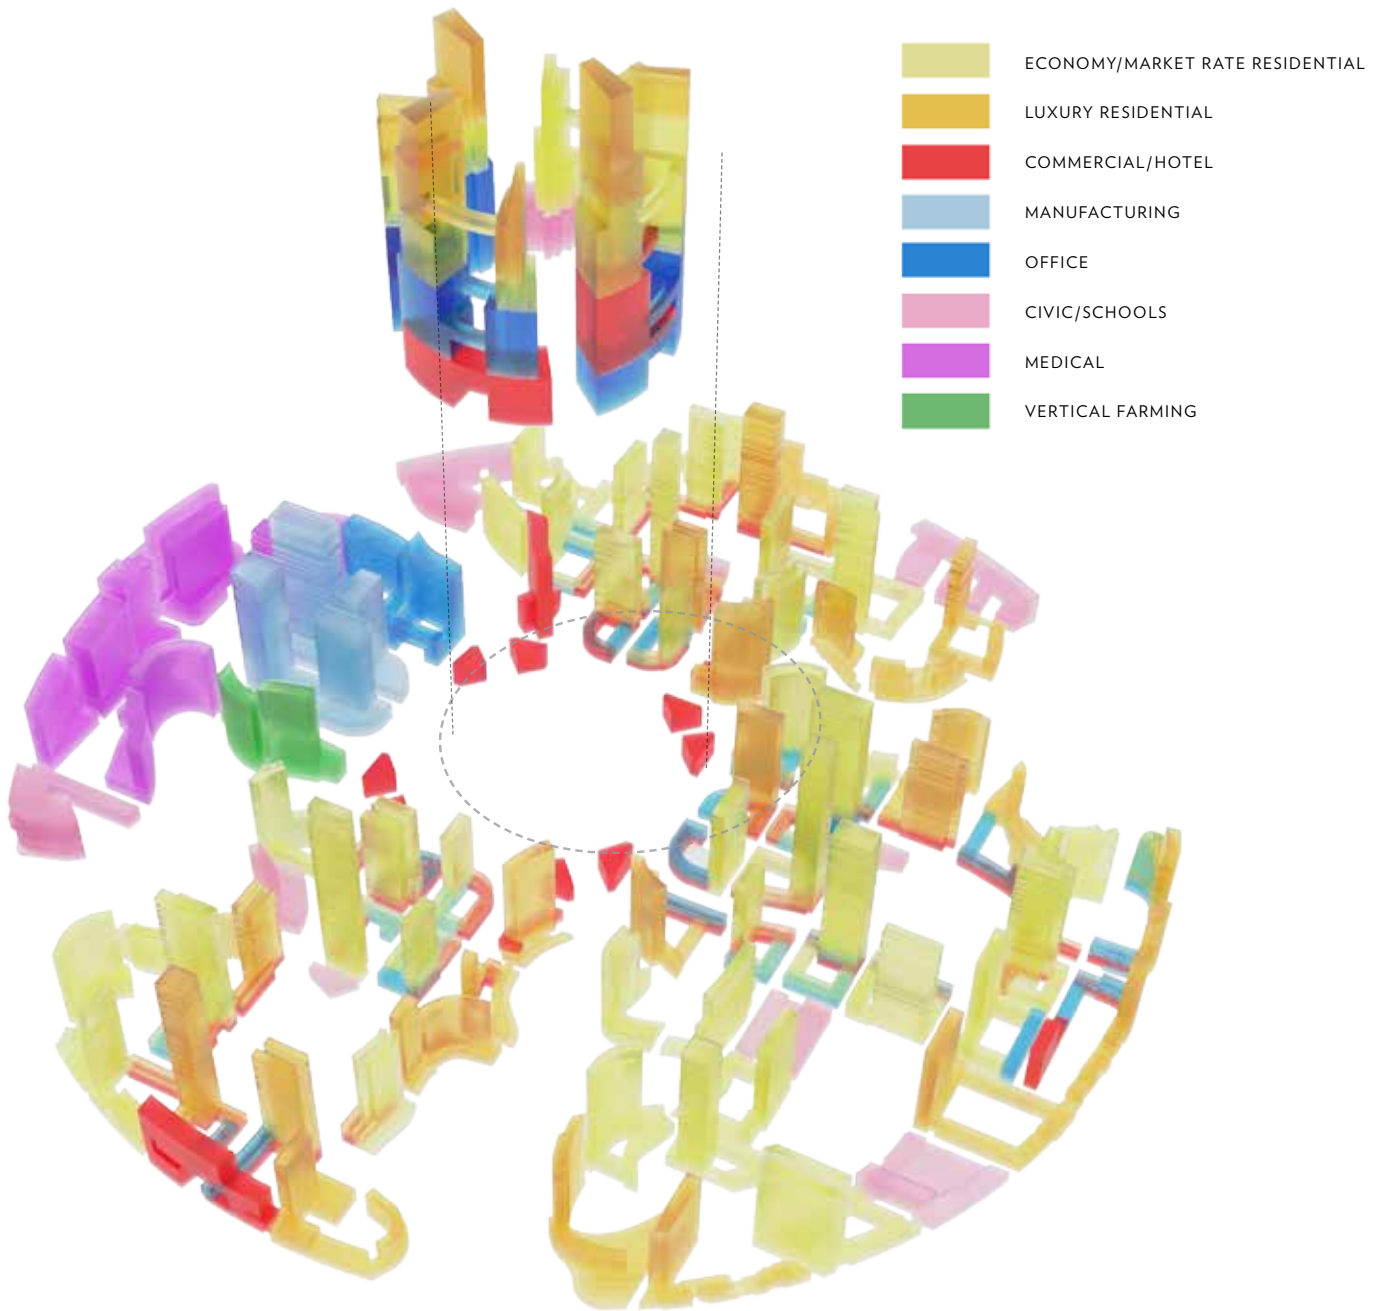 ECONOMY/MARKET RATE RESIDENTIAL
LUXURY RESIDENTIAL
COMMERCIAL/HOTEL
MANUFACTURING
OFFICE
CIVIC/SCHOOLS
MEDICAL
VERTICAL FARMING